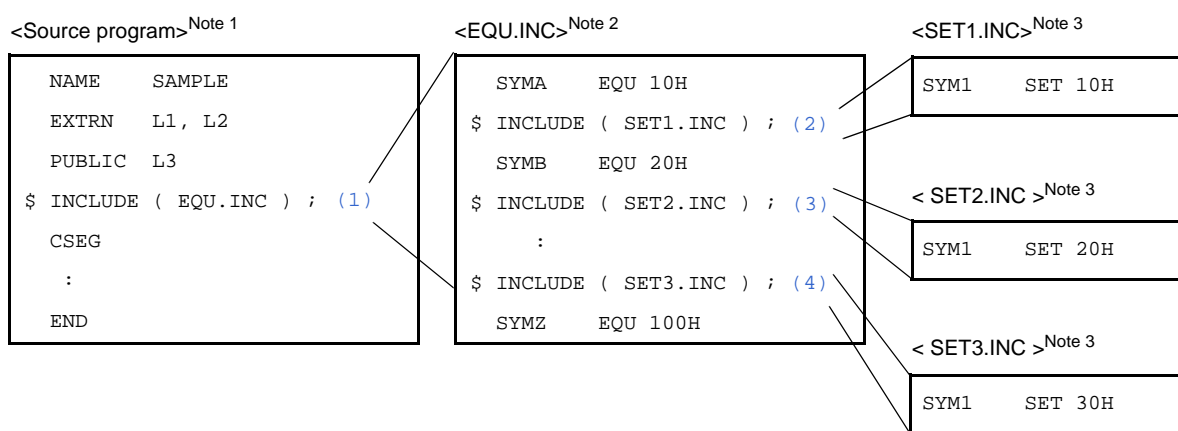 <Source program>Note 1
NAME SAMPLE
EXTRN L1, L2
PUBLIC L3
$ INCLUDE ( EQU.INC ) ; (1)
CSEG
:
END
<EQU.INC>Note 2
SYMA EQU 10H
$ INCLUDE ( SET1.INC ) ; (2)
SYMB EQU 20H
$ INCLUDE ( SET2.INC ) ; (3)
:
$ INCLUDE ( SET3.INC ) ; (4)
SYMZ EQU 100H
<SET1.INC>Note 3
SYM1 SET 10H
< SET2.INC >Note 3
SYM1 SET 20H
< SET3.INC >Note 3
SYM1 SET 30H